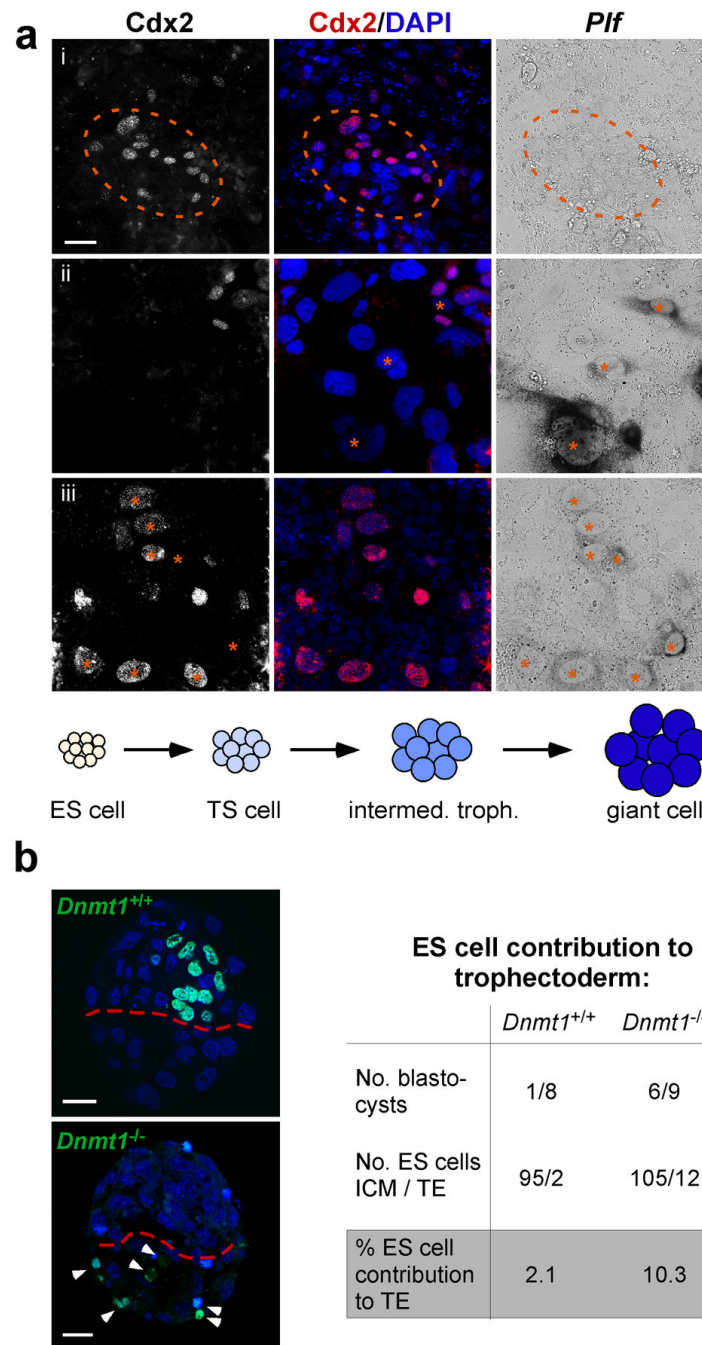 a
Cdx2 Cdx2/DAPI Plf
i
ii
iii
ES cell TS cell intermed. troph. giant cell
b
Dnmt1+/+
Dnmt1-/-
ES cell contribution to
trophectoderm:
Dnmt1+/+ Dnmt1-/-
No. blasto-
cysts 1/8 6/9
No. ES cells
ICM / TE 95/2 105/12
% ES cell
contribution 2.1 10.3
to TE